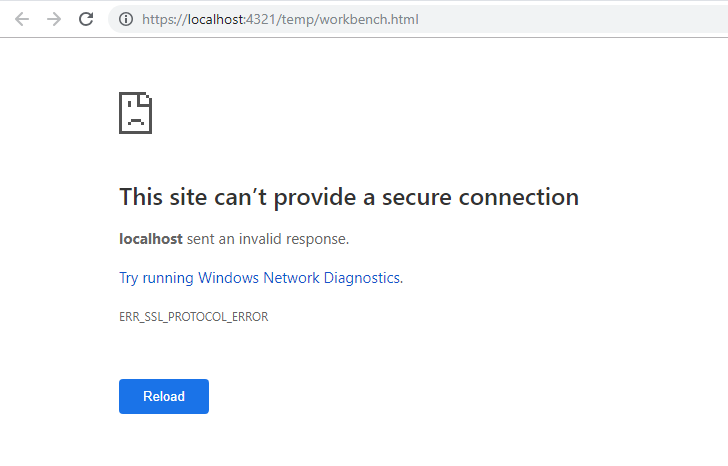 https://localhost:4321/temp/workbench.html
This site can’t provide a secure connection
localhost sent an invalid response.
Try running Windows Network Diagnostics.
ERR_SSL_PROTOCOL_ERROR
Reload